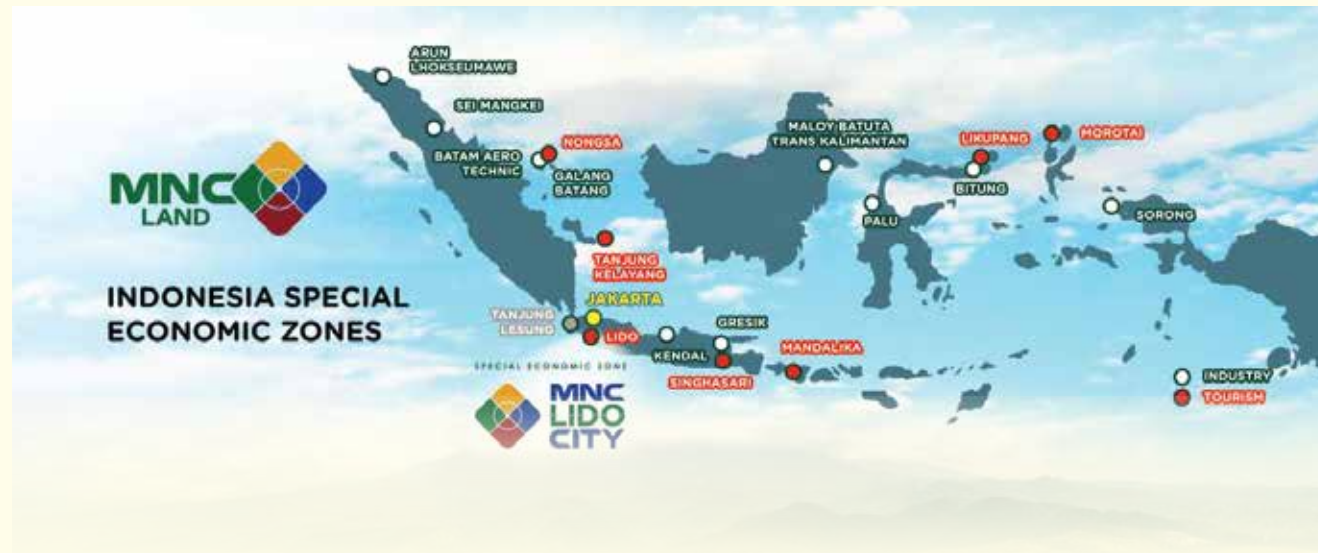 ARUN
LHOKSEUMAWE
SEI MANGKEI
NONGSA
BATAM AERO
TECHNIC
GALANG
BATANG
MALOY BATUTA
TRANS KALIMANTAN
LIKUPANG
MOROTAI
BITUNG
PALU
SORONG
MNC
LAND
INDONESIA SPECIAL
ECONOMIC ZONES
TANJUNG
KELAYANG
JAKARTA
TANJUNG
LESUNG
LIDO
KENDAL
GRESIK
SINGHASARI
MANDALIKA
SPECIAL ECONOMIC ZONE
MNC
LIDO
CITY
INDUSTRY
TOURISM